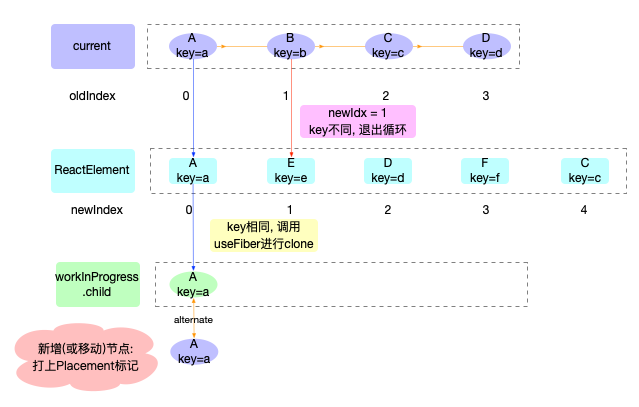 current
A
key=a
B
key=b
C
key=c
D
key=d
oldIndex
0
1
2
3
newIdx = 1
key不同, 退出循环
ReactElement
A
key=a
E
key=e
D
key=d
F
key=f
C
key=c
newIndex
0
1
2
3
4
key相同, 调用
useFiber进行clone
workInProgress
.child
A
key=a
alternate
新增(或移动)节点:
打上Placement标记
A
key=a